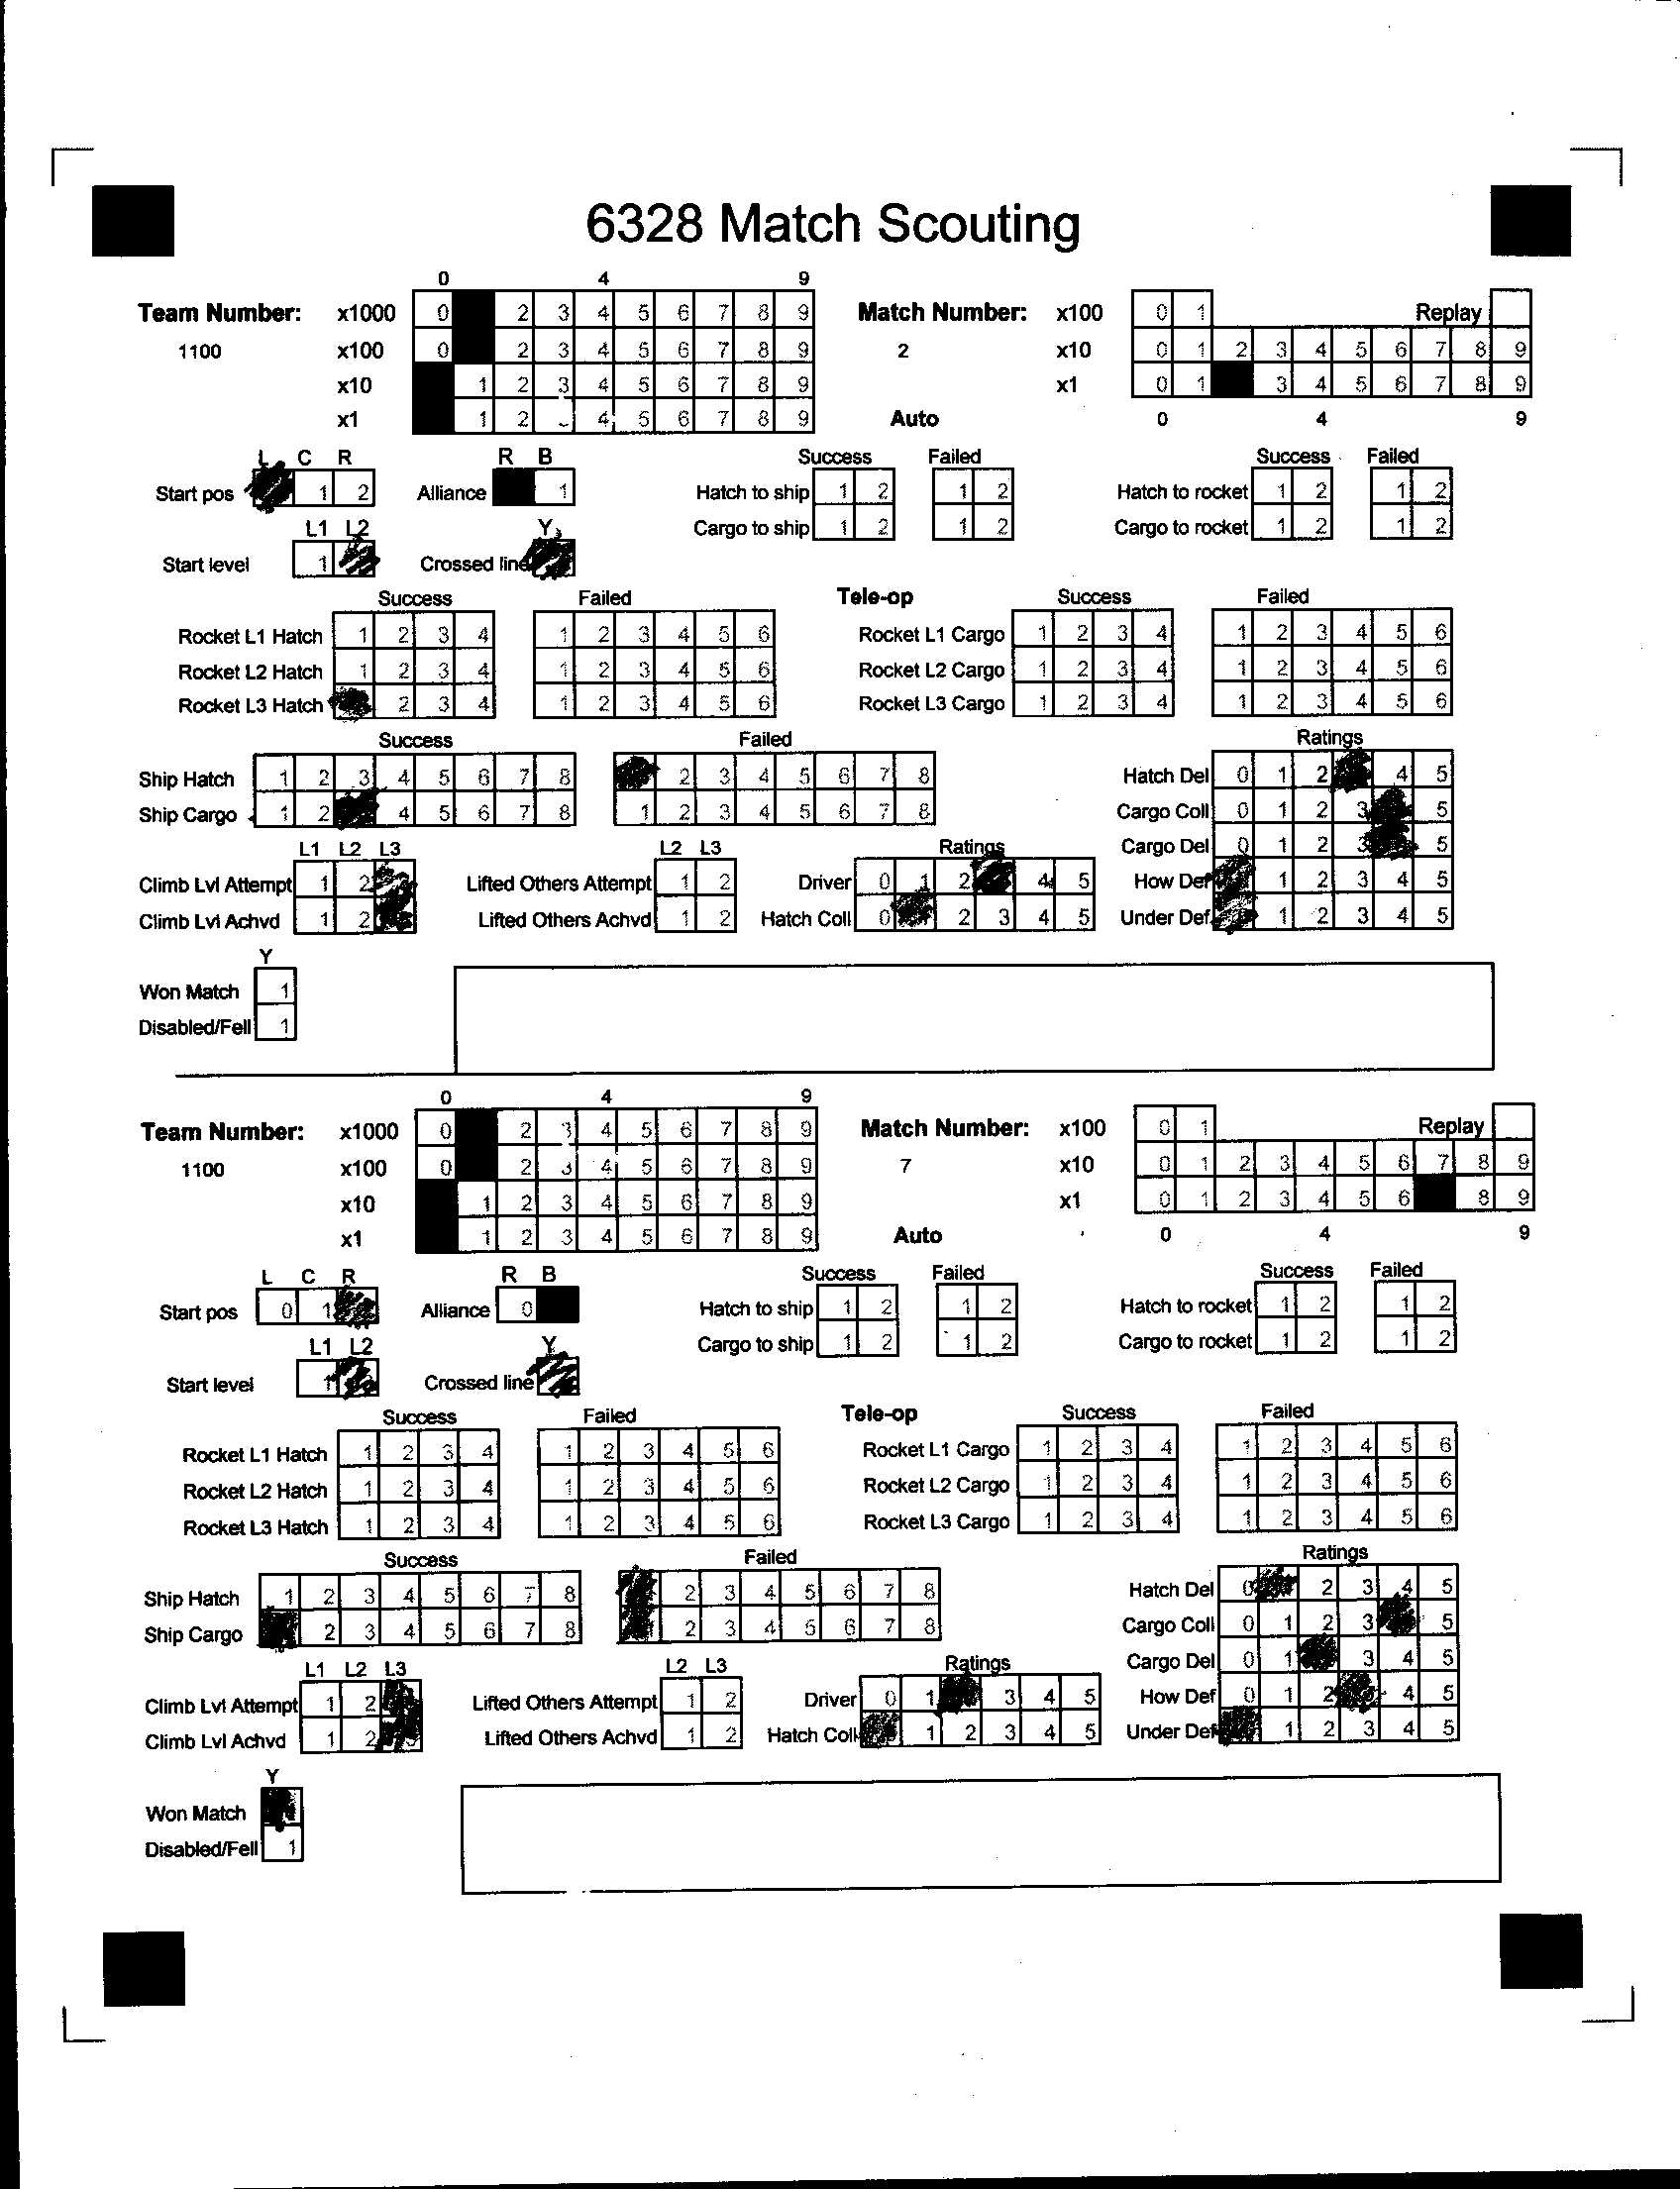 6328 Match Scouting
0 4 9
Team Number: x1000 0 2 3 4 5 6 7 8 9 Match Number: x100 0 1 Replay
1100 x100 0 2 3 4 5 6 7 8 9 2 x10 0 1 2 3 4 5 6 7 8 9
x10 1 2 3 4 5 6 7 8 9 x1 0 1 3 4 5 6 7 8 9
x1 1 2 4 5 6 7 8 9 Auto 0 4 9
L C R R B Success Failed Success Failed
Start pos 1 2 Alliance 1 Hatch to ship 1 2 1 2 Hatch to rocket 1 2 1 2
L1 L2 Y Cargo to ship 1 2 1 2 Cargo to rocket 1 2 1 2
Start level 1 Crossed line
Success Failed Tele-op Success Failed
Rocket L1 Hatch 1 2 3 4 1 2 3 4 5 6 Rocket L1 Cargo 1 2 3 4 1 2 3 4 5 6
Rocket L2 Hatch 1 2 3 4 1 2 3 4 5 6 Rocket L2 Cargo 1 2 3 4 1 2 3 4 5 6
Rocket L3 Hatch 2 3 4 1 2 3 4 5 6 Rocket L3 Cargo 1 2 3 4 1 2 3 4 5 6
Success Failed Ratings
Ship Hatch 1 2 3 4 5 6 7 8 2 3 4 5 6 7 8 Hatch Del 0 1 2 4 5
Ship Cargo 1 2 4 5 6 7 8 1 2 3 4 5 6 7 8 Cargo Coll 0 1 2 3 5
L1 L2 L3 L2 L3 Ratings Cargo Del 0 1 2 3 5
Climb Lvl Attempt 1 2 Lifted Others Attempt 1 2 Driver 0 1 2 4 5 How Def 1 2 3 4 5
Climb Lvl Achvd 1 2 Lifted Others Achvd 1 2 Hatch Coll 0 2 3 4 5 Under Def 1 2 3 4 5
Y
Won Match 1
Disabled/Fell 1
0 4 9
Team Number: x1000 0 2 3 4 5 6 7 8 9 Match Number: x100 0 1 Replay
1100 x100 0 2 3 4 5 6 7 8 9 7 x10 0 1 2 3 4 5 6 7 8 9
x10 1 2 3 4 5 6 7 8 9 x1 0 1 2 3 4 5 6 8 9
x1 1 2 3 4 5 6 7 8 9 Auto 0 4 9
L C R R B Success Failed Success Failed
Start pos 0 1 Alliance 0 Hatch to ship 1 2 1 2 Hatch to rocket 1 2 1 2
L1 L2 Y Cargo to ship 1 2 1 2 Cargo to rocket 1 2 1 2
Start level 1 Crossed line
Success Failed Tele-op Success Failed
Rocket L1 Hatch 1 2 3 4 1 2 3 4 5 6 Rocket L1 Cargo 1 2 3 4 1 2 3 4 5 6
Rocket L2 Hatch 1 2 3 4 1 2 3 4 5 6 Rocket L2 Cargo 1 2 3 4 1 2 3 4 5 6
Rocket L3 Hatch 1 2 3 4 1 2 3 4 5 6 Rocket L3 Cargo 1 2 3 4 1 2 3 4 5 6
Success Failed Ratings
Ship Hatch 1 2 3 4 5 6 7 8 2 3 4 5 6 7 8 Hatch Del 0 2 3 4 5
Ship Cargo 2 3 4 5 6 7 8 2 3 4 5 6 7 8 Cargo Coll 0 1 2 3 5
L1 L2 L3 L2 L3 Ratings Cargo Del 0 1 3 4 5
Climb Lvl Attempt 1 2 Lifted Others Attempt 1 2 Driver 0 1 3 4 5 How Def 0 1 2 4 5
Climb Lvl Achvd 1 2 Lifted Others Achvd 1 2 Hatch Coll 1 2 3 4 5 Under Def 1 2 3 4 5
Y
Won Match
Disabled/Fell 1